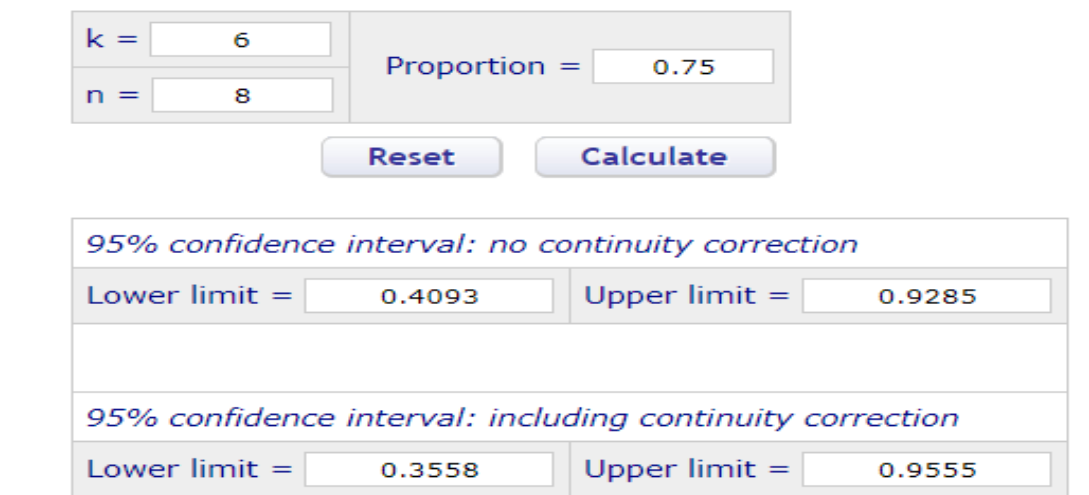 k = 6
Proportion = 0.75
n = 8
Reset Calculate
95% confidence interval: no continuity correction
Lower limit = 0.4093 Upper limit = 0.9285
95% confidence interval: including continuity correction
Lower limit = 0.3558 Upper limit = 0.9555